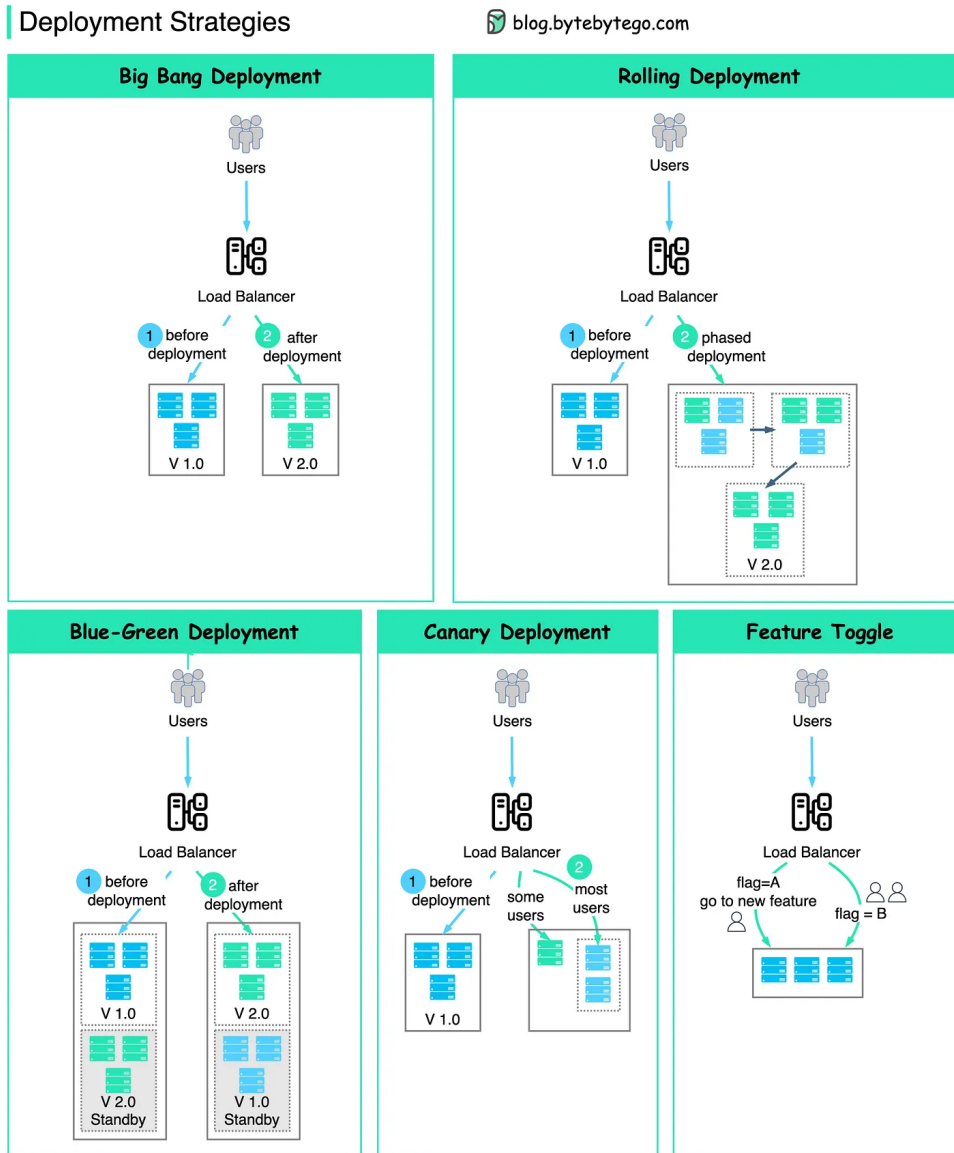 Deployment Strategies
blog.bytebytego.com
Big Bang Deployment
Users
Load Balancer
1 before
deployment
2 after
deployment
V 1.0
V 2.0
Rolling Deployment
Users
Load Balancer
1 before
deployment
2 phased
deployment
V 1.0
V 2.0
Blue-Green Deployment
Users
Load Balancer
1 before
deployment
2 after
deployment
V 1.0
V 2.0
Standby
V 2.0
V 1.0
Standby
Canary Deployment
Users
Load Balancer
1 before
deployment
some
users
2
most
users
V 1.0
Feature Toggle
Users
Load Balancer
flag=A
go to new feature
flag = B